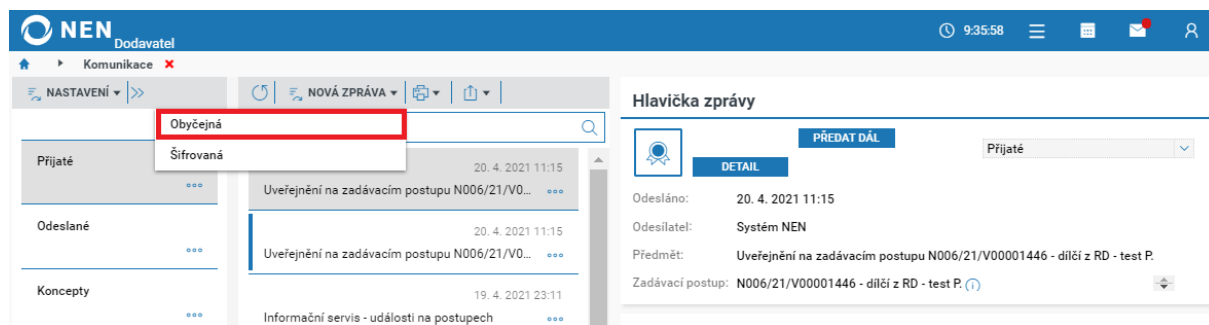 NEN Dodavatel
9:35:58
Komunikace
NASTAVENÍ
NOVÁ ZPRÁVA
Obyčejná
Šifrovaná
Přijaté
Odeslané
Koncepty
20. 4. 2021 11:15
Uveřejnění na zadávacím postupu N006/21/V0...
20. 4. 2021 11:15
Uveřejnění na zadávacím postupu N006/21/V0...
19. 4. 2021 23:11
Informační servis - události na postupech
Hlavička zprávy
PŘEDAT DÁL
Přijaté
DETAIL
Odesláno: 20. 4. 2021 11:15
Odesílatel: Systém NEN
Předmět: Uveřejnění na zadávacím postupu N006/21/V00001446 - dílčí z RD - test P.
Zadávací postup: N006/21/V00001446 - dílčí z RD - test P.